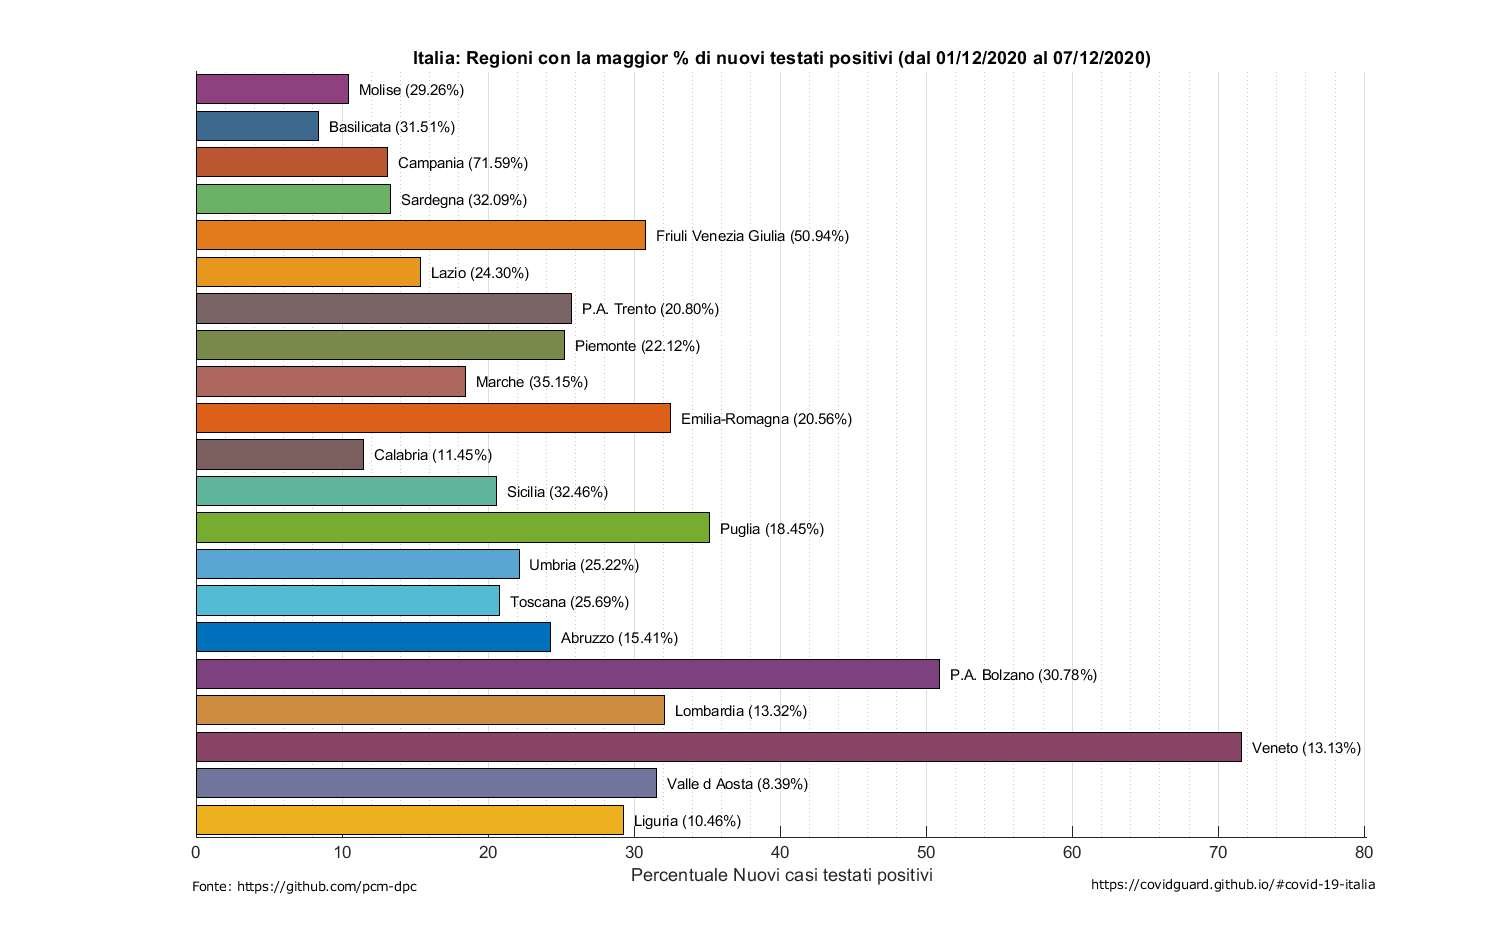 Italia: Regioni con la maggior % di nuovi testati positivi (dal 01/12/2020 al 07/12/2020)
Molise (29.26%)
Basilicata (31.51%)
Campania (71.59%)
Sardegna (32.09%)
Friuli Venezia Giulia (50.94%)
Lazio (24.30%)
P.A. Trento (20.80%)
Piemonte (22.12%)
Marche (35.15%)
Emilia-Romagna (20.56%)
Calabria (11.45%)
Sicilia (32.46%)
Puglia (18.45%)
Umbria (25.22%)
Toscana (25.69%)
Abruzzo (15.41%)
P.A. Bolzano (30.78%)
Lombardia (13.32%)
Veneto (13.13%)
Valle d Aosta (8.39%)
Liguria (10.46%)
0 10 20 30 40 50 60 70 80
Percentuale Nuovi casi testati positivi
Fonte: https://github.com/pcm-dpc
https://covidguard.github.io/#covid-19-italia